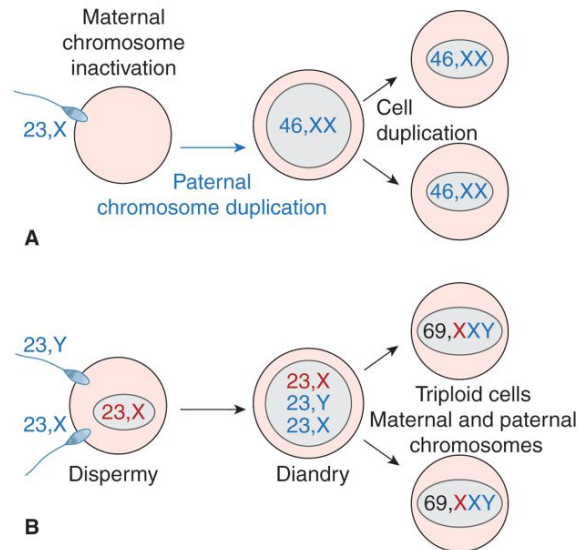 Maternal
chromosome
inactivation
23,X
46,XX
Paternal
chromosome duplication
46,XX
Cell
duplication
46,XX
A
23,Y
23,X
23,X
Dispermy
23,X
23,Y
23,X
Diandry
69,XXY
Triploid cells
Maternal and paternal
chromosomes
69,XXY
B